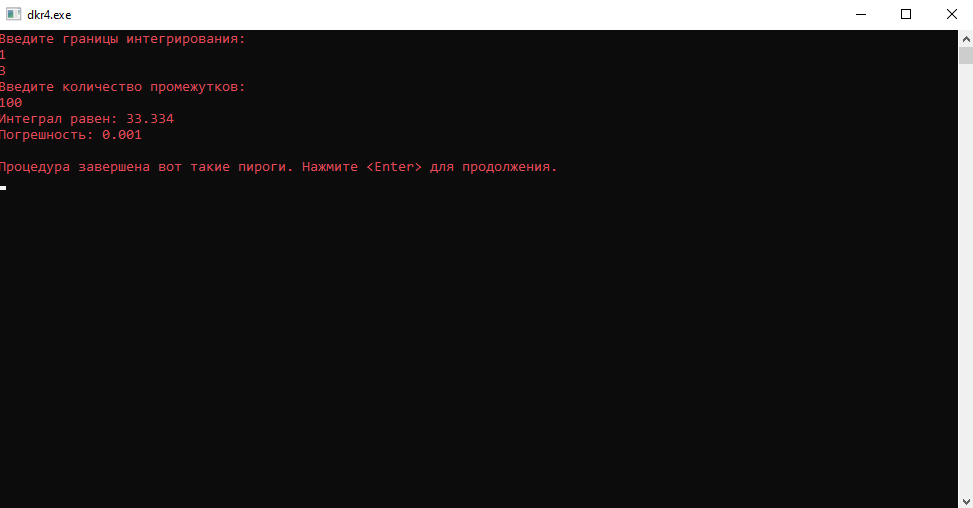 dkr4.exe
Введите границы интегрирования:
1
3
Введите количество промежутков:
100
Интеграл равен: 33.334
Погрешность: 0.001
Процедура завершена вот такие пироги. Нажмите <Enter> для продолжения.